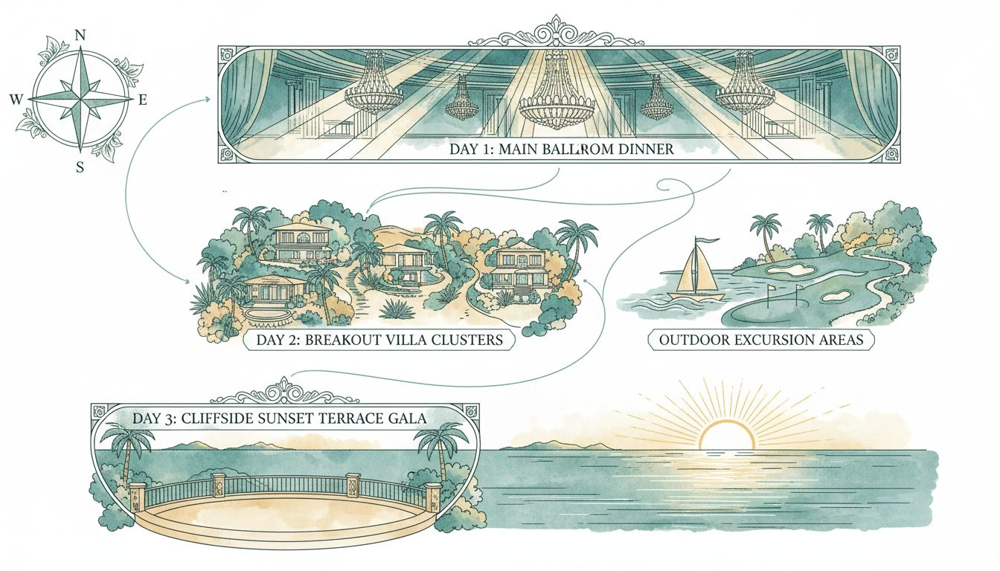 N
W E
S
DAY 1: MAIN BALLROM DINNER
DAY 2: BREAKOUT VILLA CLUSTERS
OUTDOOR EXCURSION AREAS
DAY 3: CLIFFSIDE SUNSET TERRACE GALA